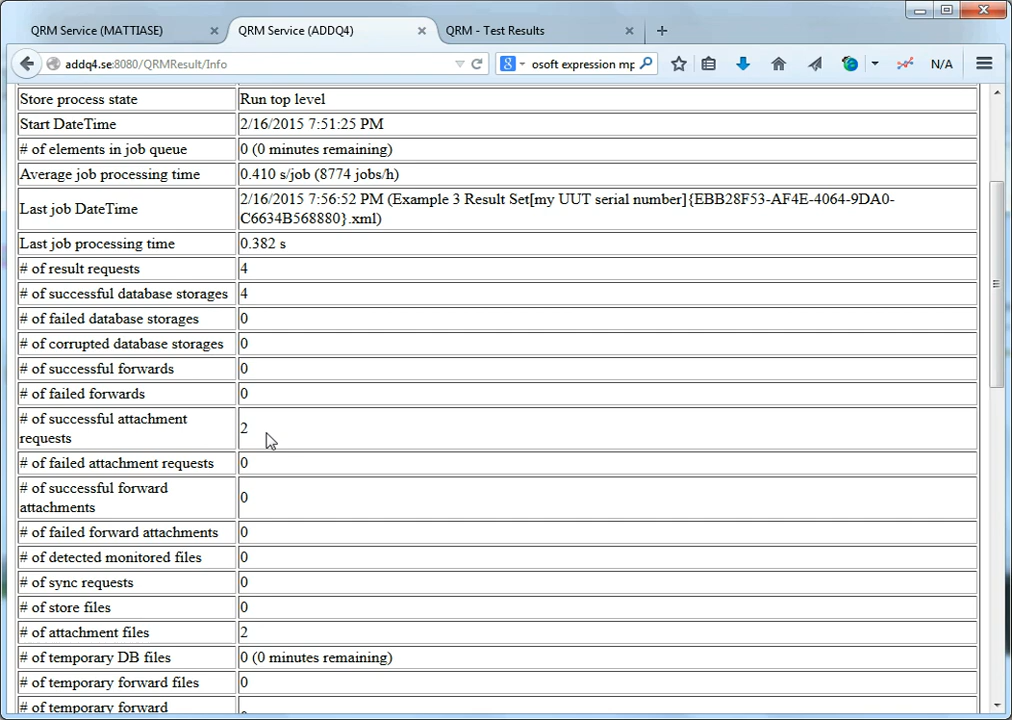 QRM Service (MATTIASE)
QRM Service (ADDQ4)
QRM - Test Results
addq4.se:8080/QRMResult/Info
osoft expression mp
N/A
Store process state Run top level
Start DateTime 2/16/2015 7:51:25 PM
# of elements in job queue 0 (0 minutes remaining)
Average job processing time 0.410 s/job (8774 jobs/h)
Last job DateTime 2/16/2015 7:56:52 PM (Example 3 Result Set[my UUT serial number]{EBB28F53-AF4E-4064-9DA0-
C6634B568880}.xml)
Last job processing time 0.382 s
# of result requests 4
# of successful database storages 4
# of failed database storages 0
# of corrupted database storages 0
# of successful forwards 0
# of failed forwards 0
# of successful attachment
requests 2
# of failed attachment requests 0
# of successful forward
attachments 0
# of failed forward attachments 0
# of detected monitored files 0
# of sync requests 0
# of store files 0
# of attachment files 2
# of temporary DB files 0 (0 minutes remaining)
# of temporary forward files 0
# of temporary forward